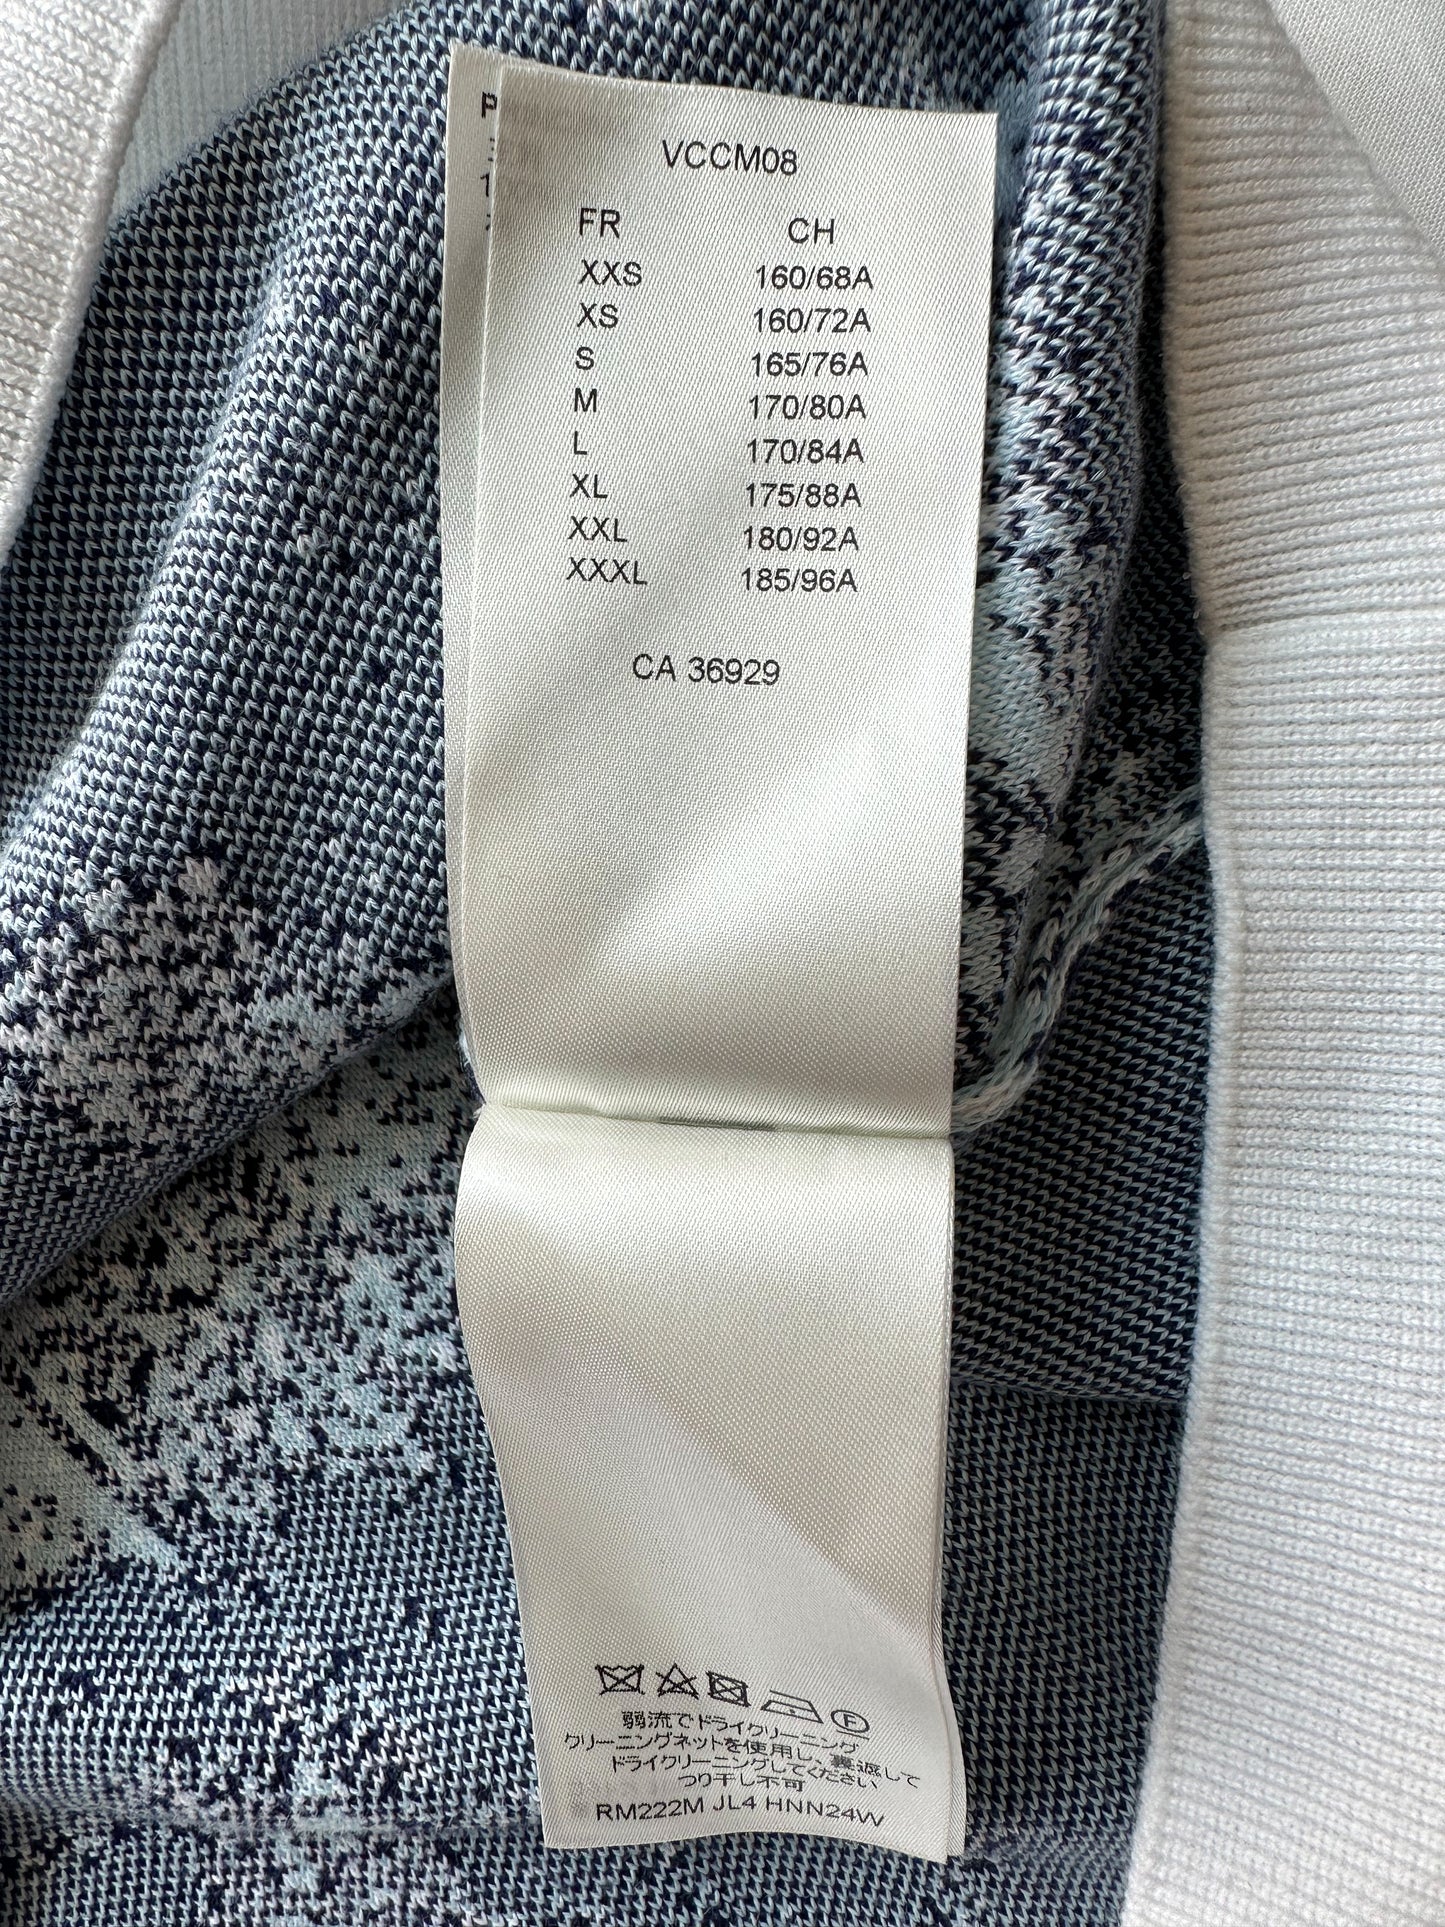 P
1
VCCM08
FR CH
XXS 160/68A
XS 160/72A
S 165/76A
M 170/80A
L 170/84A
XL 175/88A
XXL 180/92A
XXXL 185/96A
CA 36929
F
弱流でドライクリーニング
クリーニングネットを使用し、裏返して
ドライクリーニングしてください
つり干し不可
RM222M JL4 HNN24W